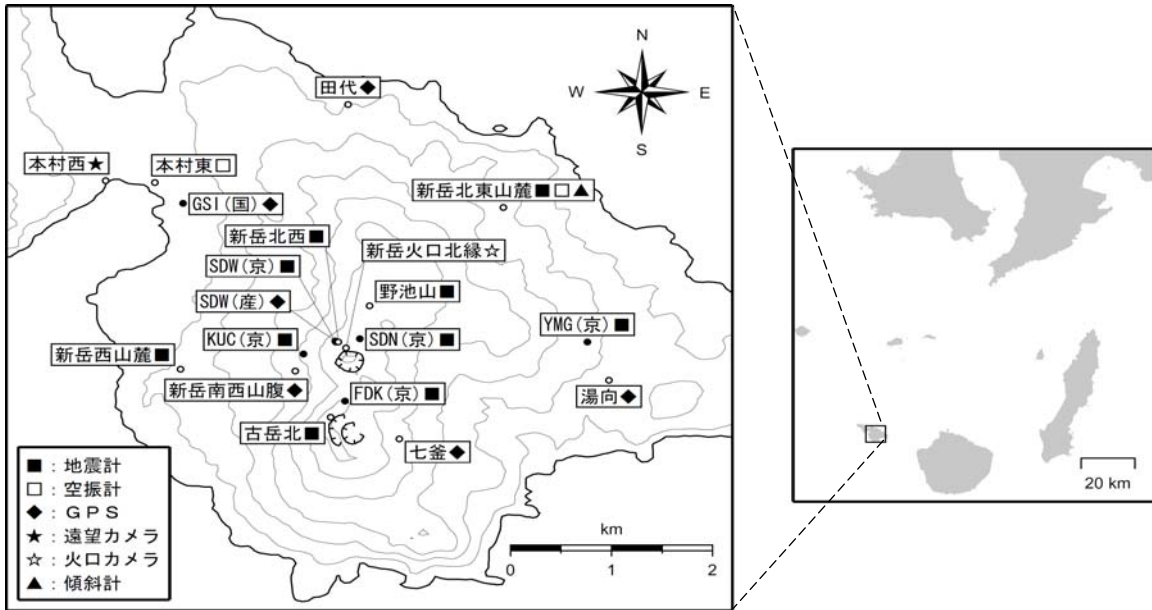 N
W E
S
田代◆
本村西★
本村東□
GSI(国)◆
新岳北東山麓■□▲
新岳北西■
新岳火口北縁☆
SDW(京)■
野池山■
SDW(産)◆
YMG(京)■
KUC(京)■
SDN(京)■
新岳西山麓■
新岳南西山腹◆
FDK(京)■
湯向◆
古岳北■
七釜◆
■：地震計
□：空振計
◆：ＧＰＳ
★：遠望カメラ
☆：火口カメラ
▲：傾斜計
km
0 1 2
20 km